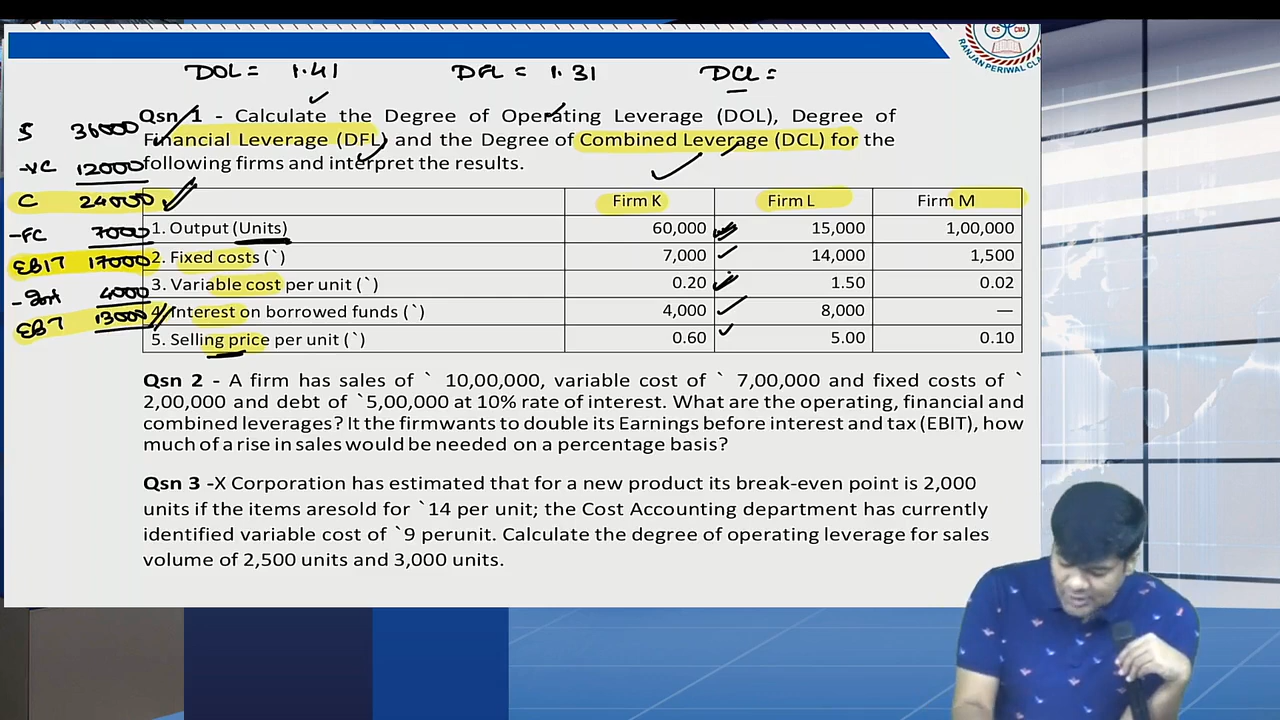 CS CMA
RANJAN PERIWAL CLA
DOL = 1.41 DFL = 1.31 DCL =
Qsn 1 - Calculate the Degree of Operating Leverage (DOL), Degree of
Financial Leverage (DFL) and the Degree of Combined Leverage (DCL) for the
following firms and interpret the results.
S 36000
-VC 12000
C 24000
-FC 7000
EBIT 17000
-Int 4000
EBT 13000
Firm K Firm L Firm M
1. Output (Units) 60,000 15,000 1,00,000
2. Fixed costs (`) 7,000 14,000 1,500
3. Variable cost per unit (`) 0.20 1.50 0.02
4. Interest on borrowed funds (`) 4,000 8,000 —
5. Selling price per unit (`) 0.60 5.00 0.10
Qsn 2 - A firm has sales of ` 10,00,000, variable cost of ` 7,00,000 and fixed costs of `
2,00,000 and debt of `5,00,000 at 10% rate of interest. What are the operating, financial and
combined leverages? It the firmwants to double its Earnings before interest and tax (EBIT), how
much of a rise in sales would be needed on a percentage basis?
Qsn 3 -X Corporation has estimated that for a new product its break-even point is 2,000
units if the items aresold for `14 per unit; the Cost Accounting department has currently
identified variable cost of `9 perunit. Calculate the degree of operating leverage for sales
volume of 2,500 units and 3,000 units.